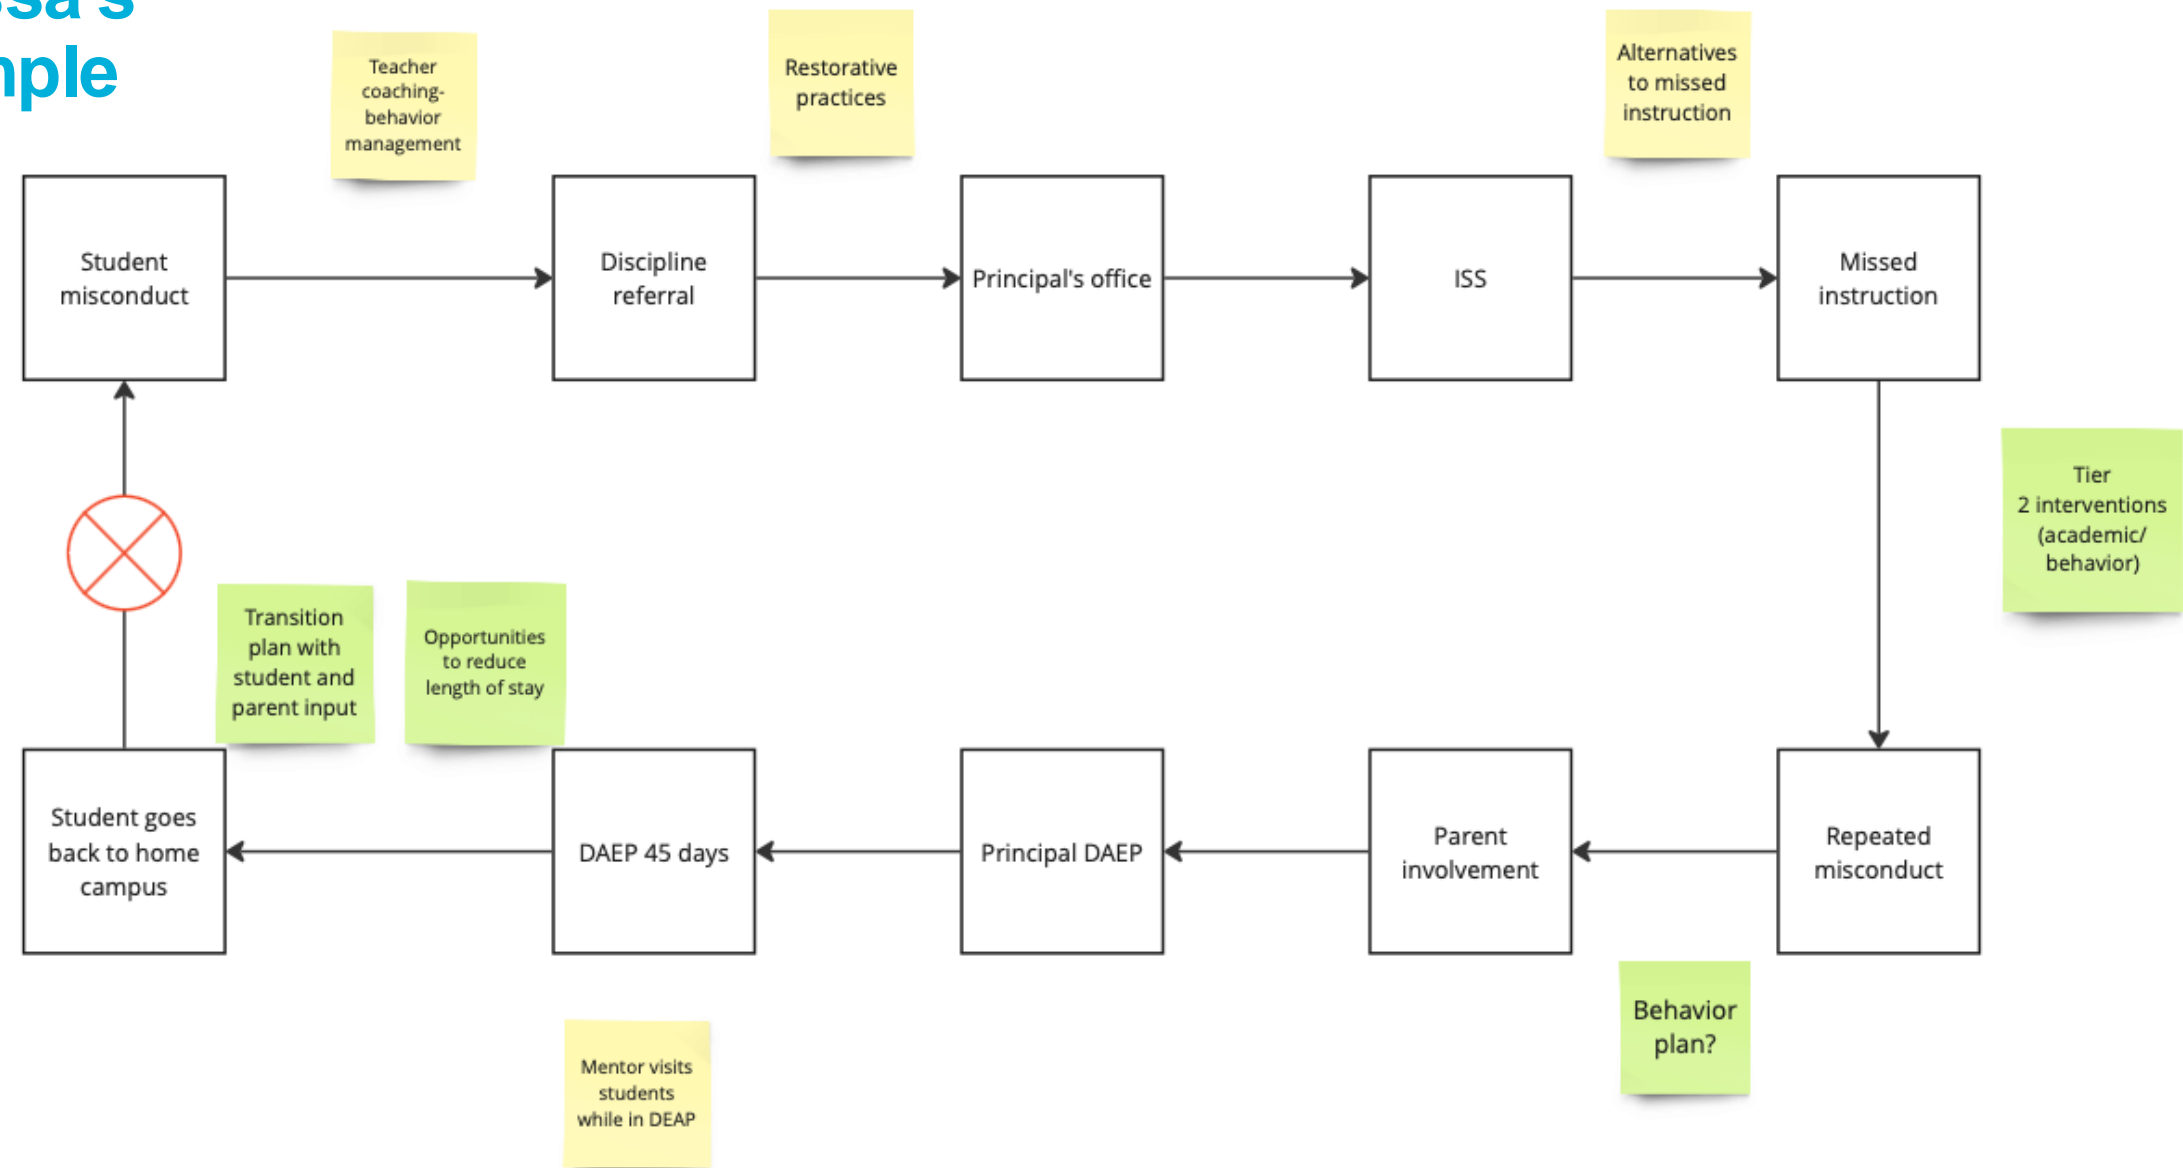 Teacher
coaching-
behavior
management
Restorative
practices
Alternatives
to missed
instruction
Student
misconduct
Discipline
referral
Principal's office
ISS
Missed
instruction
Tier
2 interventions
(academic/
behavior)
Transition
plan with
student and
parent input
Opportunities
to reduce
length of stay
Student goes
back to home
campus
DAEP 45 days
Principal DAEP
Parent
involvement
Repeated
misconduct
Behavior
plan?
Mentor visits
students
while in DEAP